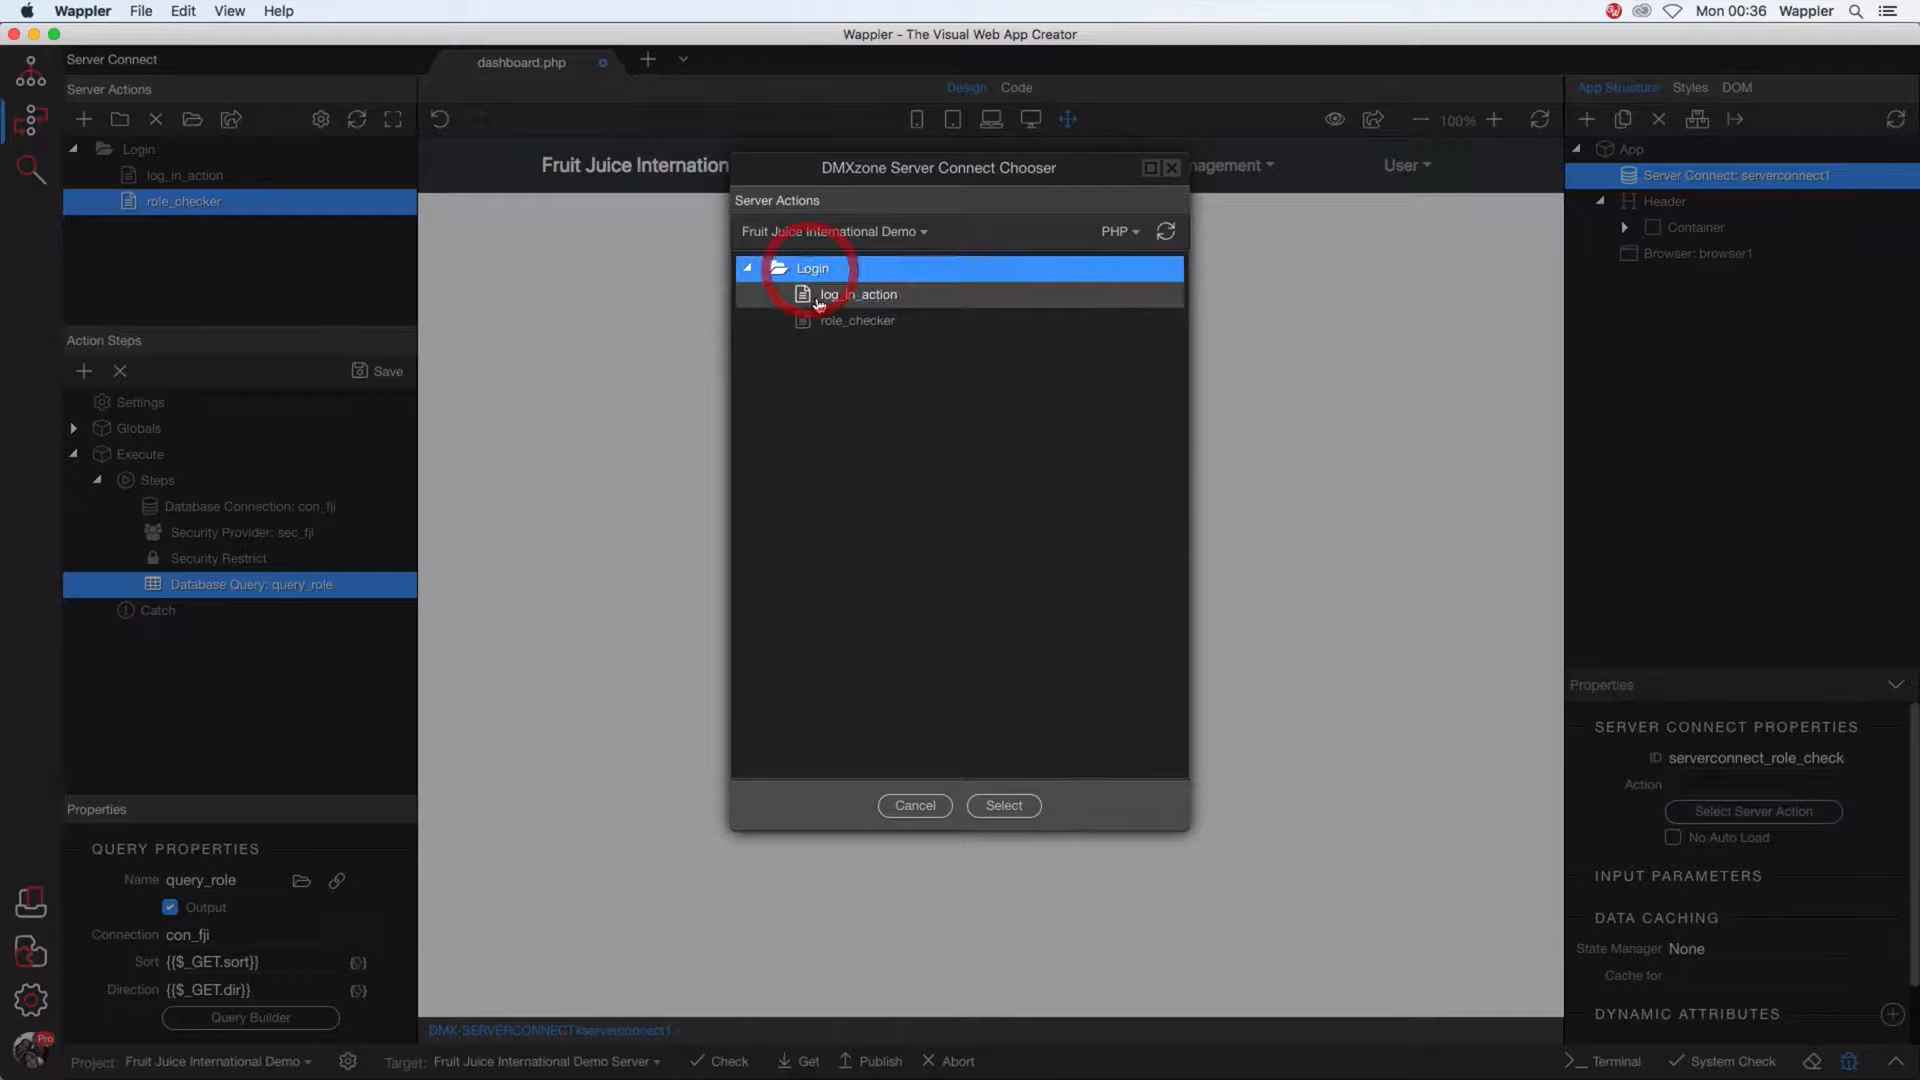 Wappler File Edit View Help Mon 00:36 Wappler
Wappler - The Visual Web App Creator
Server Connect
dashboard.php
Server Actions
Design Code
App Structure Styles DOM
100%
Login
log_in_action
role_checker
Fruit Juice Internation
nagement
User
App
Server Connect: serverconnect1
Header
Container
Browser: browser1
DMXzone Server Connect Chooser
Server Actions
Fruit Juice International Demo PHP
Login
log_in_action
role_checker
Cancel Select
Action Steps
Save
Settings
Globals
Execute
Steps
Database Connection: con_fji
Security Provider: sec_fji
Security Restrict
Database Query: query_role
Catch
Properties
QUERY PROPERTIES
Name query_role
Output
Connection con_fji
Sort {{$_GET.sort}}
Direction {{$_GET.dir}}
Query Builder
Properties
SERVER CONNECT PROPERTIES
ID serverconnect_role_check
Action
Select Server Action
No Auto Load
INPUT PARAMETERS
DATA CACHING
State Manager None
Cache for
DYNAMIC ATTRIBUTES
DMX-SERVERCONNECT#serverconnect1
Pro
Project: Fruit Juice International Demo Target: Fruit Juice International Demo Server Check Get Publish Abort Terminal System Check